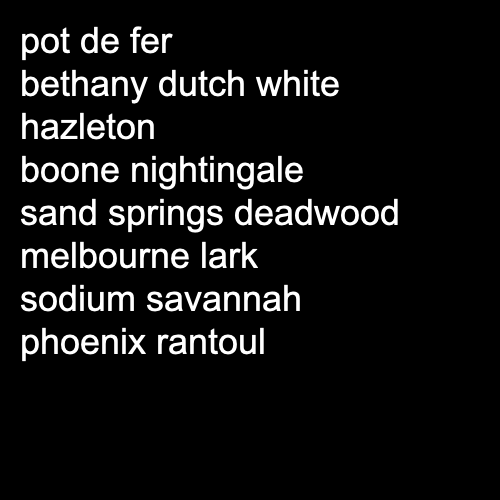 pot de fer
bethany dutch white
hazleton
boone nightingale
sand springs deadwood
melbourne lark
sodium savannah
phoenix rantoul